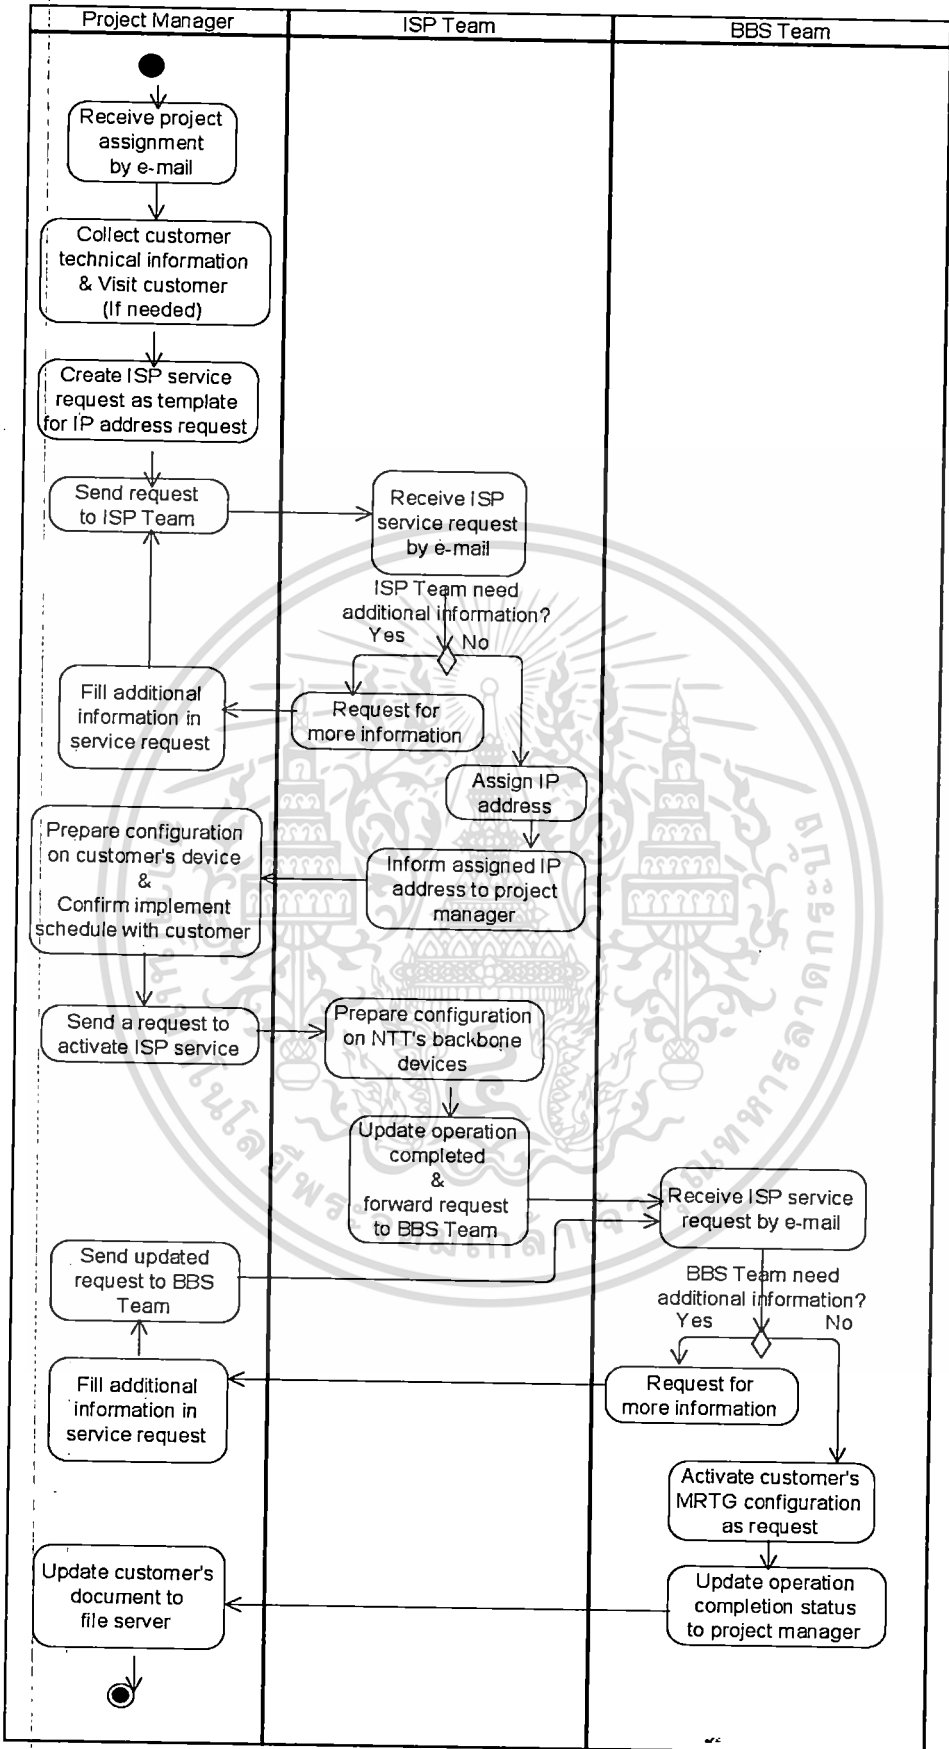 Project Manager
ISP Team
BBS Team
Receive project
assignment
by e-mail
Collect customer
technical information
& Visit customer
(If needed)
Create ISP service
request as template
for IP address request
Send request
to ISP Team
Receive ISP
service request
by e-mail
ISP Team need
additional information?
Yes
No
Fill additional
information in
service request
Request for
more information
Assign IP
address
Prepare configuration
on customer's device
&
Confirm implement
schedule with customer
Inform assigned IP
address to project
manager
Send a request to
activate ISP service
Prepare configuration
on NTT's backbone
devices
Update operation
completed
&
forward request
to BBS Team
Receive ISP service
request by e-mail
Send updated
request to BBS
Team
BBS Team need
additional information?
Yes
No
Fill additional
information in
service request
Request for
more information
Activate customer's
MRTG configuration
as request
Update customer's
document to
file server
Update operation
completion status
to project manager